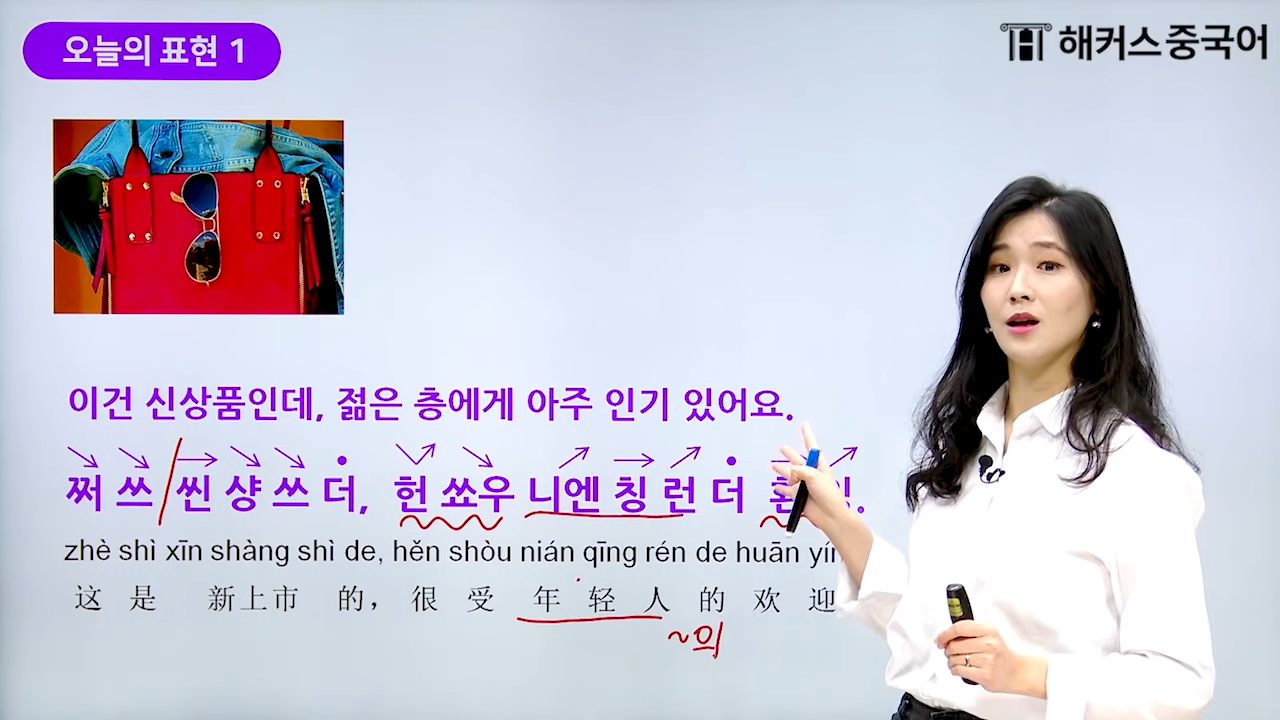 오늘의 표현 1
해커스중국어
이건 신상품인데, 젊은 층에게 아주 인기 있어요.
쩌 쓰 씬 샹 쓰 더, 헌 쑈우 니엔 칭 런 더
zhè shì xīn shàng shì de, hěn shòu nián qīng rén de huān
这 是 新上市 的, 很 受 年 轻 人 的 欢 迎
~의